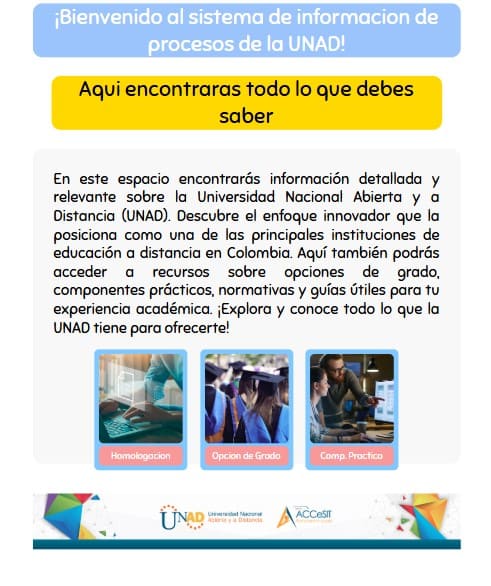 ¡Bienvenido al sistema de informacion de
procesos de la UNAD!
Aqui encontraras todo lo que debes
saber
En este espacio encontrarás información detallada y
relevante sobre la Universidad Nacional Abierta y a
Distancia (UNAD). Descubre el enfoque innovador que la
posiciona como una de las principales instituciones de
educación a distancia en Colombia. Aquí también podrás
acceder a recursos sobre opciones de grado,
componentes prácticos, normativas y guías útiles para tu
experiencia académica. ¡Explora y conoce todo lo que la
UNAD tiene para ofrecerte!
Homologacion
Opcion de Grado
Comp. Practico
UNAD
Universidad Nacional
Abierta y a Distancia
ACCeSIT